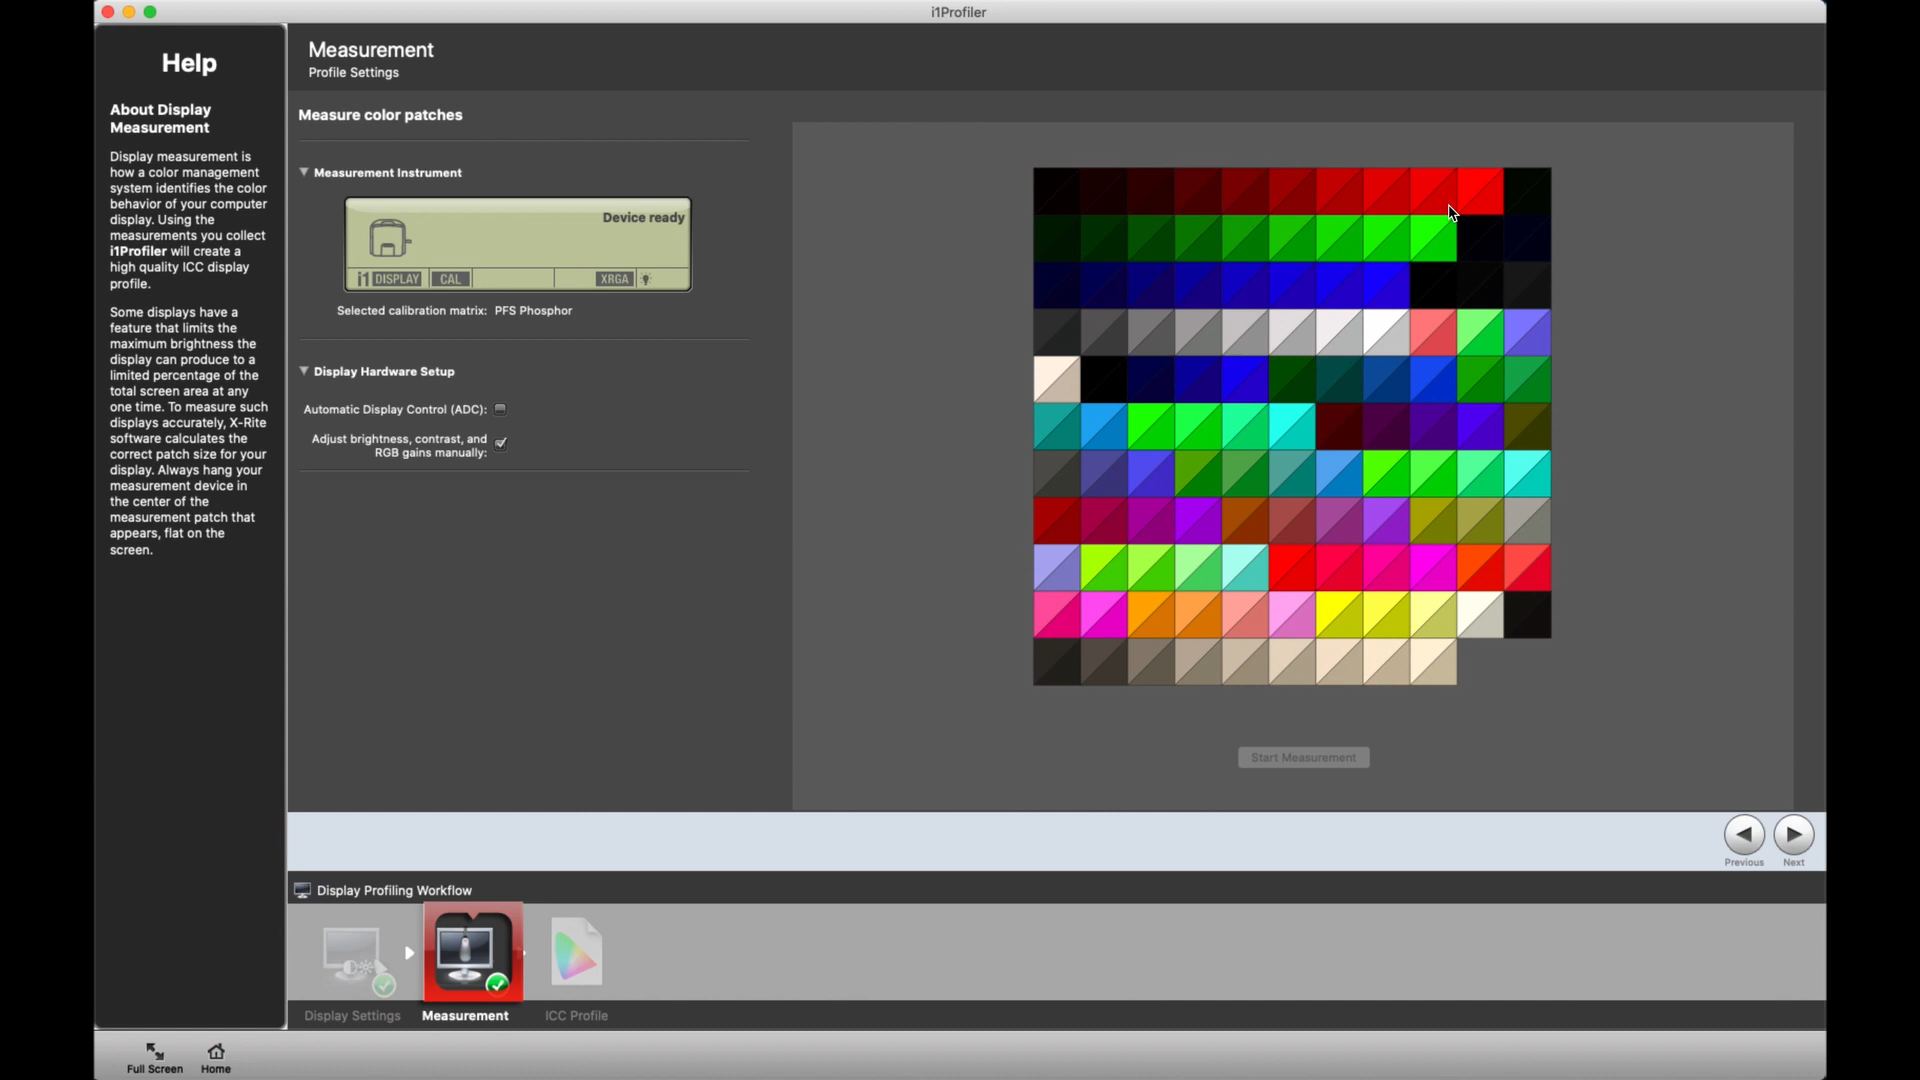 i1Profiler
Help
About Display
Measurement
Display measurement is
how a color management
system identifies the color
behavior of your computer
display. Using the
measurements you collect
i1Profiler will create a
high quality ICC display
profile.
Some displays have a
feature that limits the
maximum brightness the
display can produce to a
limited percentage of the
total screen area at any
one time. To measure such
displays accurately, X-Rite
software calculates the
correct patch size for your
display. Always hang your
measurement device in
the center of the
measurement patch that
appears, flat on the
screen.
Measurement
Profile Settings
Measure color patches
Measurement Instrument
Device ready
i1 DISPLAY CAL XRGA
Selected calibration matrix: PFS Phosphor
Display Hardware Setup
Automatic Display Control (ADC):
Adjust brightness, contrast, and
RGB gains manually:
Start Measurement
Previous Next
Display Profiling Workflow
Display Settings Measurement ICC Profile
Full Screen Home